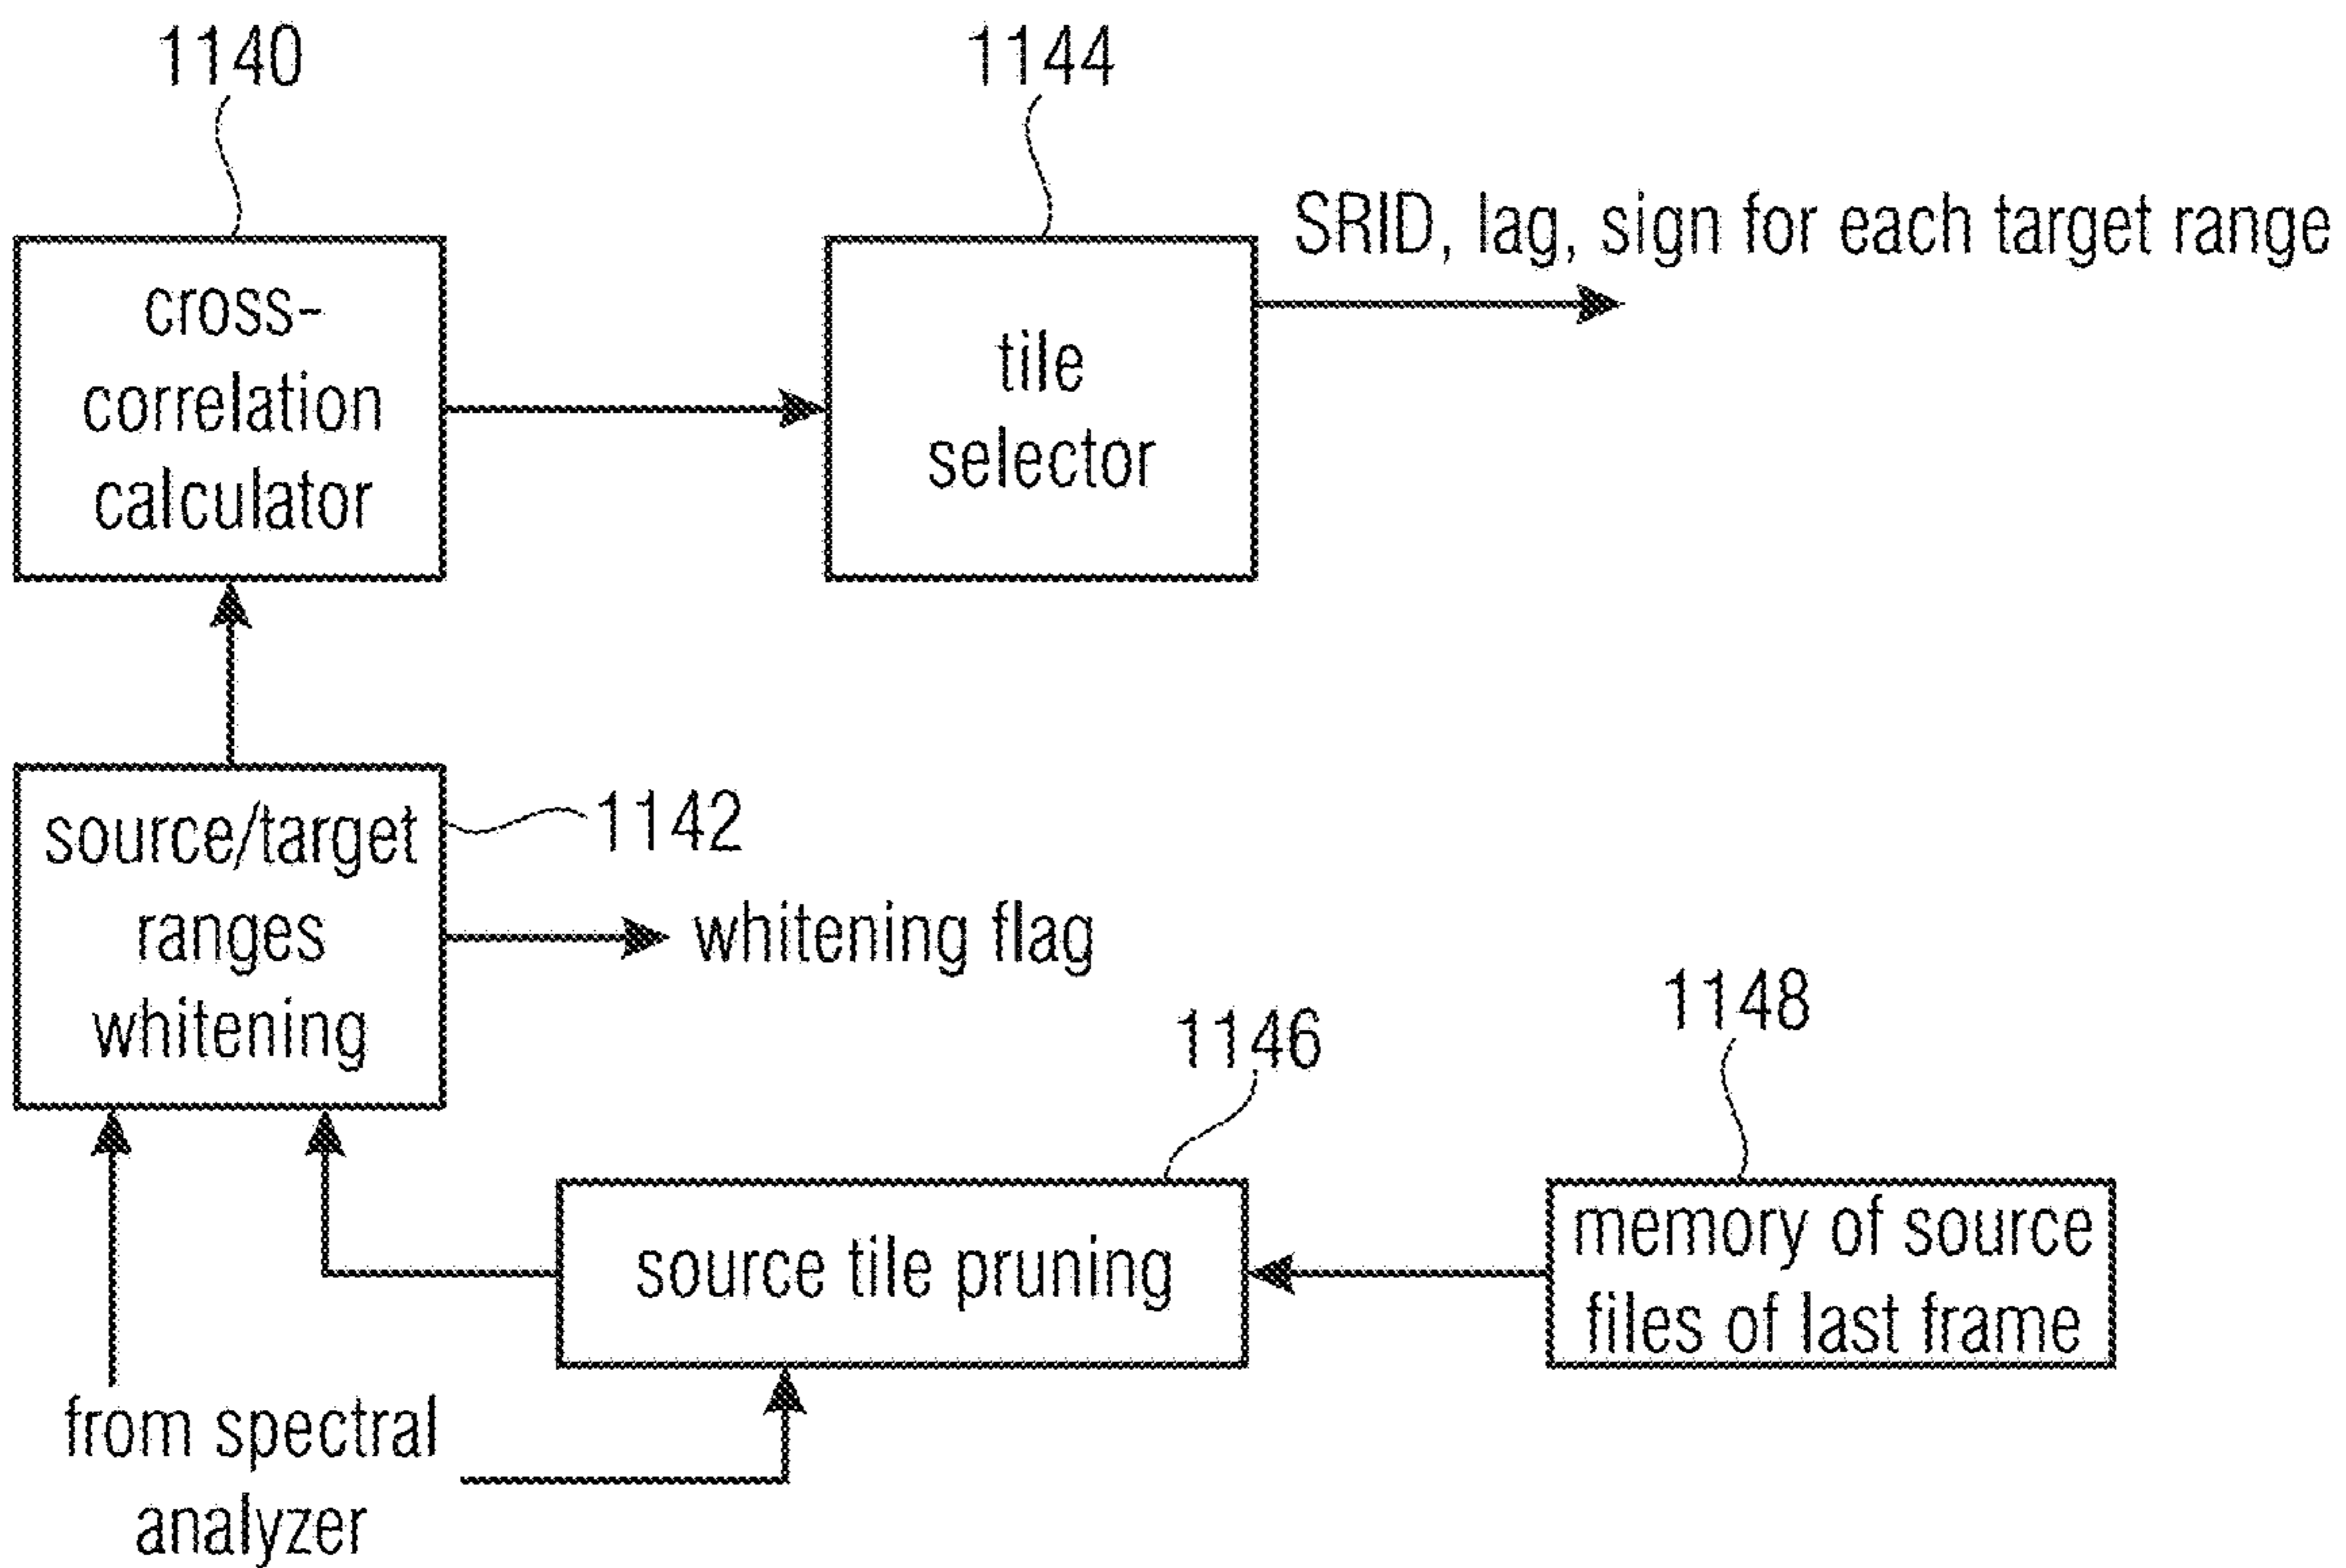 1140
1144
SRID, lag, sign for each target range
cross-
correlation
calculator
tile
selector
source/target
ranges
whitening
1142
whitening flag
1146
1148
source tile pruning
memory of source
files of last frame
from spectral
analyzer